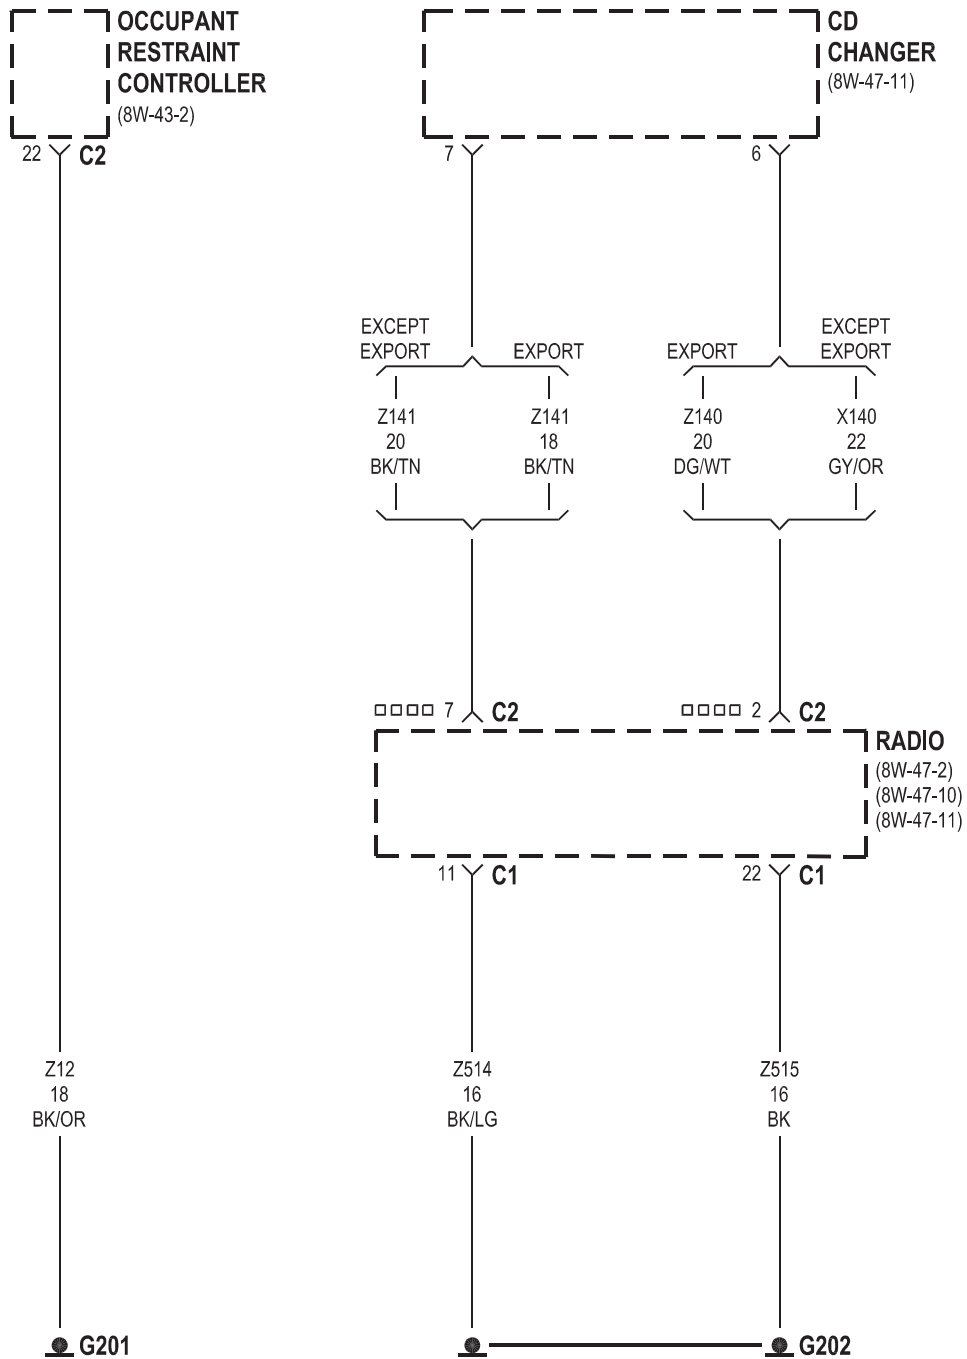 OCCUPANT
RESTRAINT
CONTROLLER
(8W-43-2)
22 C2
CD
CHANGER
(8W-47-11)
7
6
EXCEPT
EXPORT
EXPORT
EXPORT
EXCEPT
EXPORT
Z141
20
BK/TN
Z141
18
BK/TN
Z140
20
DG/WT
X140
22
GY/OR
7 C2
2 C2
RADIO
(8W-47-2)
(8W-47-10)
(8W-47-11)
11 C1
22 C1
Z12
18
BK/OR
Z514
16
BK/LG
Z515
16
BK
G201
G202